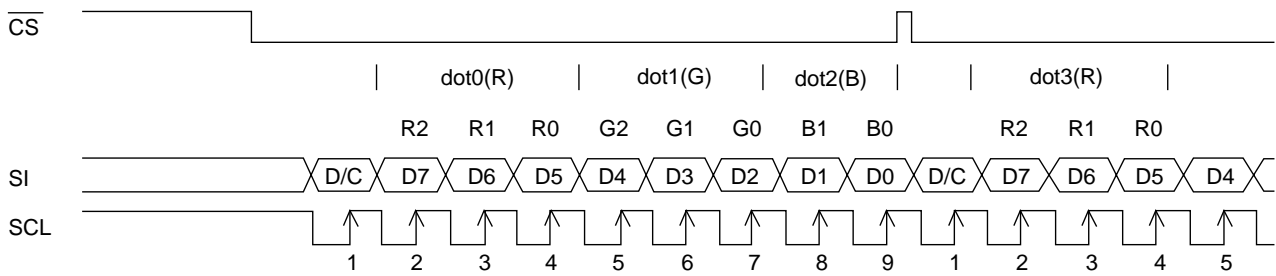 CS
dot0(R) dot1(G) dot2(B) dot3(R)
R2 R1 R0 G2 G1 G0 B1 B0 R2 R1 R0
SI D/C D7 D6 D5 D4 D3 D2 D1 D0 D/C D7 D6 D5 D4
SCL
1 2 3 4 5 6 7 8 9 1 2 3 4 5